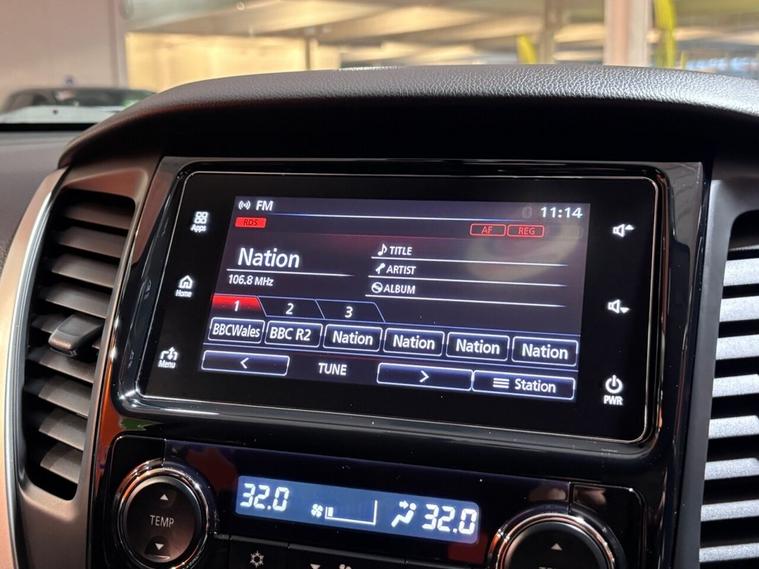 FM 11:14
Apps
RDS AF REG
Nation
TITLE
ARTIST
106.8 MHz
ALBUM
Home
1 2 3
BBCWales BBC R2 Nation Nation Nation Nation
Menu
< TUNE > Station
PWR
32.0 32.0
TEMP